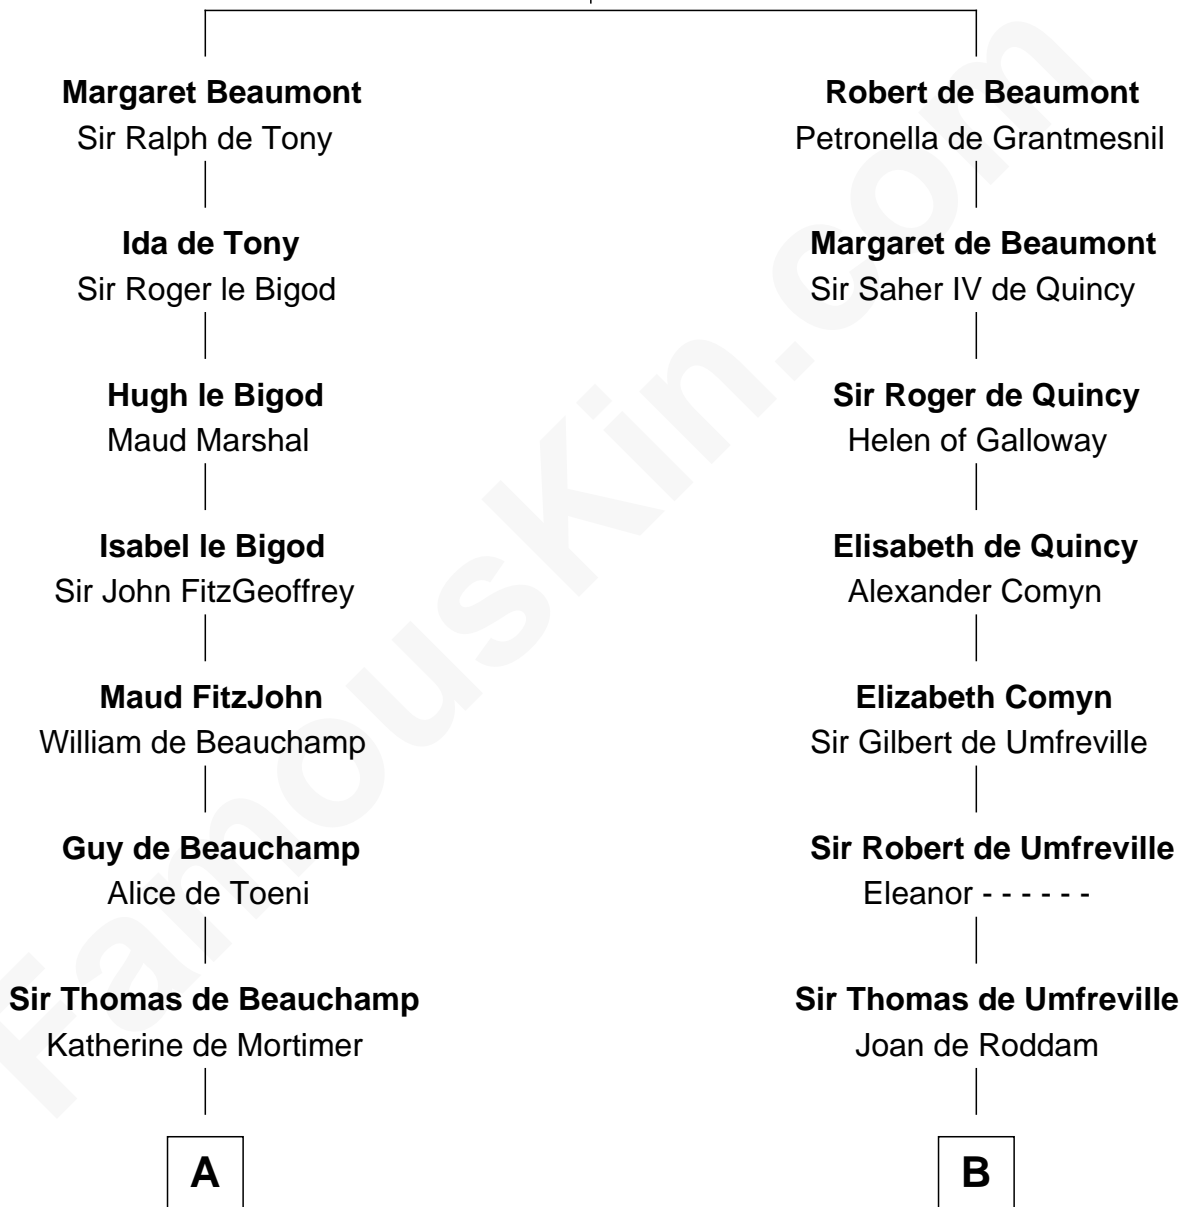 Margaret Beaumont
Sir Ralph de Tony
Robert de Beaumont
Petronella de Grantmesnil
Ida de Tony
Sir Roger le Bigod
Margaret de Beaumont
Sir Saher IV de Quincy
Hugh le Bigod
Maud Marshal
Sir Roger de Quincy
Helen of Galloway
Isabel le Bigod
Sir John FitzGeoffrey
Elisabeth de Quincy
Alexander Comyn
Maud FitzJohn
William de Beauchamp
Elizabeth Comyn
Sir Gilbert de Umfreville
Guy de Beauchamp
Alice de Toeni
Sir Robert de Umfreville
Eleanor - - - - - -
Sir Thomas de Beauchamp
Katherine de Mortimer
Sir Thomas de Umfreville
Joan de Roddam
A
B
FamousKin.com